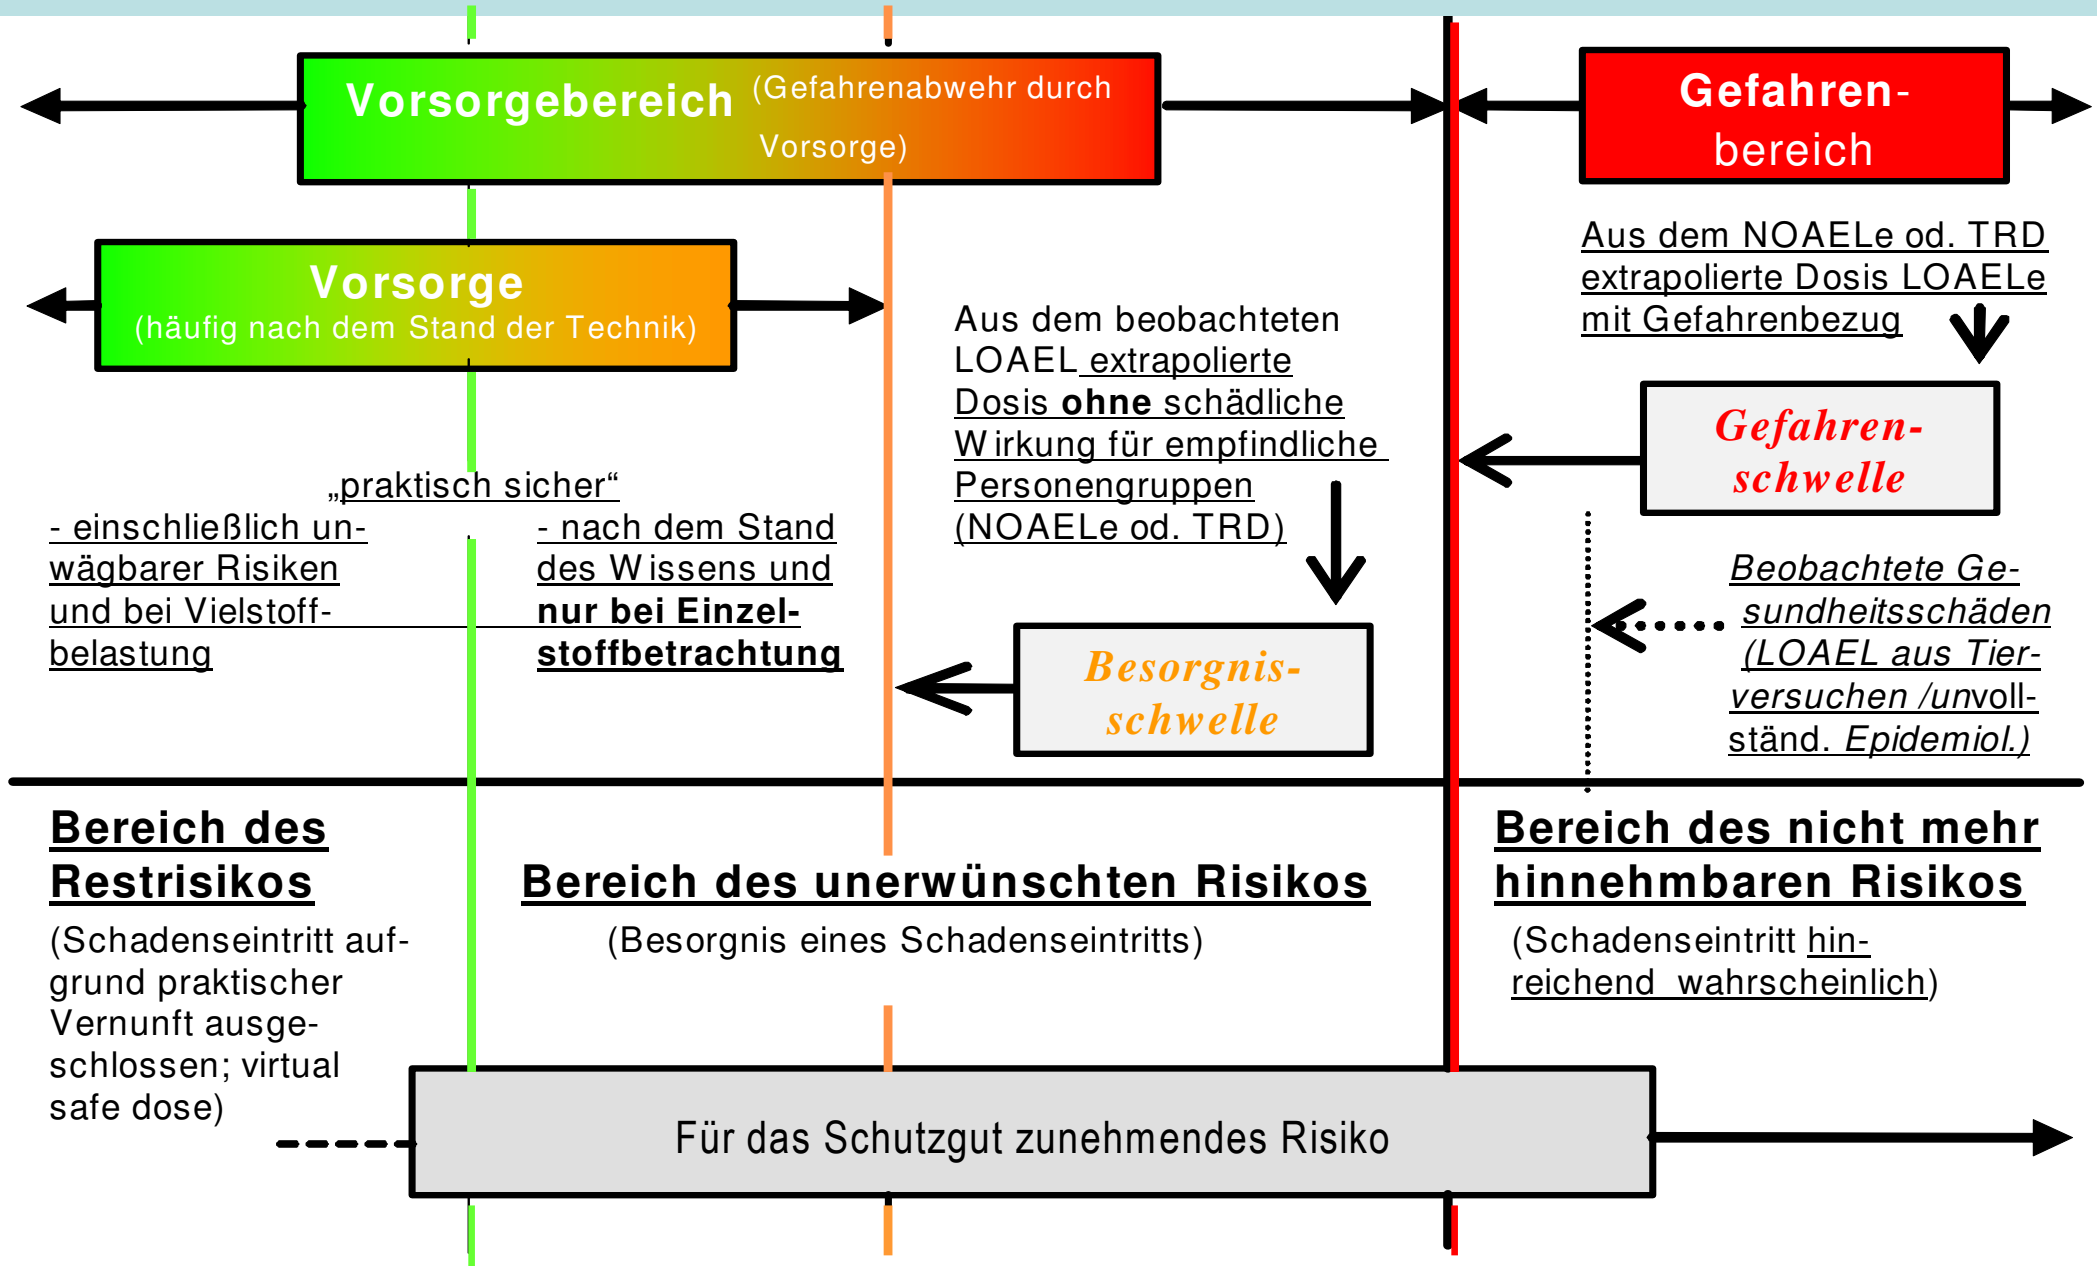 Vorsorgebereich (Gefahrenabwehr durch
Vorsorge)
Gefahren-
bereich
Vorsorge
(häufig nach dem Stand der Technik)
Aus dem NOAELe od. TRD
extrapolierte Dosis LOAELe
mit Gefahrenbezug
Aus dem beobachteten
LOAEL extrapolierte
Dosis ohne schädliche
Wirkung für empfindliche
Personengruppen
(NOAELe od. TRD)
Gefahren-
schwelle
„praktisch sicher“
- einschließlich un-
wägbarer Risiken
und bei Vielstoff-
belastung
- nach dem Stand
des Wissens und
nur bei Einzel-
stoffbetrachtung
Besorgnis-
schwelle
Beobachtete Ge-
sundheitsschäden
(LOAEL aus Tier-
versuchen /unvoll-
ständ. Epidemiol.)
Bereich des
Restrisikos
(Schadenseintritt auf-
grund praktischer
Vernunft ausge-
schlossen; virtual
safe dose)
Bereich des unerwünschten Risikos
(Besorgnis eines Schadenseintritts)
Bereich des nicht mehr
hinnehmbaren Risikos
(Schadenseintritt hin-
reichend wahrscheinlich)
Für das Schutzgut zunehmendes Risiko